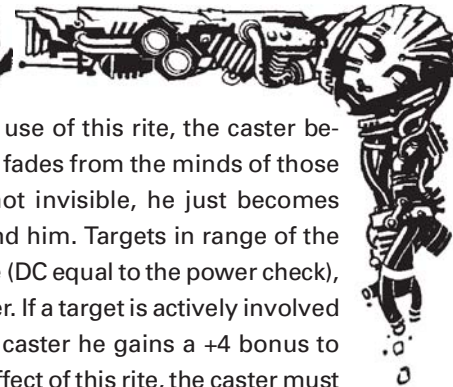 use of this rite, the caster be-
fades from the minds of those
not invisible, he just becomes
nd him. Targets in range of the
(DC equal to the power check),
er. If a target is actively involved
caster he gains a +4 bonus to
ffect of this rite, the caster must